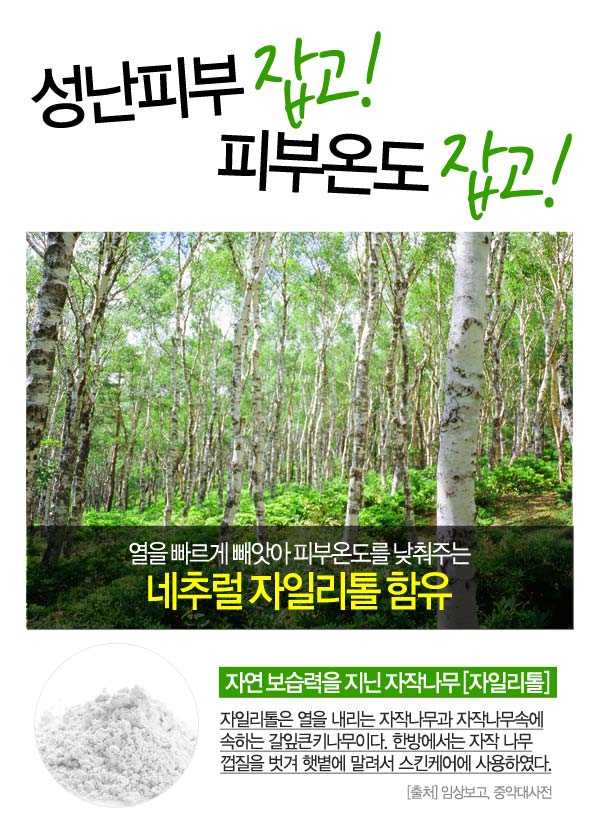 성난피부 잡고!
피부온도 잡고!
열을 빠르게 빼앗아 피부온도를 낮춰주는
네추럴 자일리톨 함유
자연 보습력을 지닌 자작나무 [자일리톨]
자일리톨은 열을 내리는 자작나무과 자작나무속에
속하는 갈잎큰키나무이다. 한방에서는 자작 나무
껍질을 벗겨 햇볕에 말려서 스킨케어에 사용하였다.
[출처] 임상보고, 중약대사전